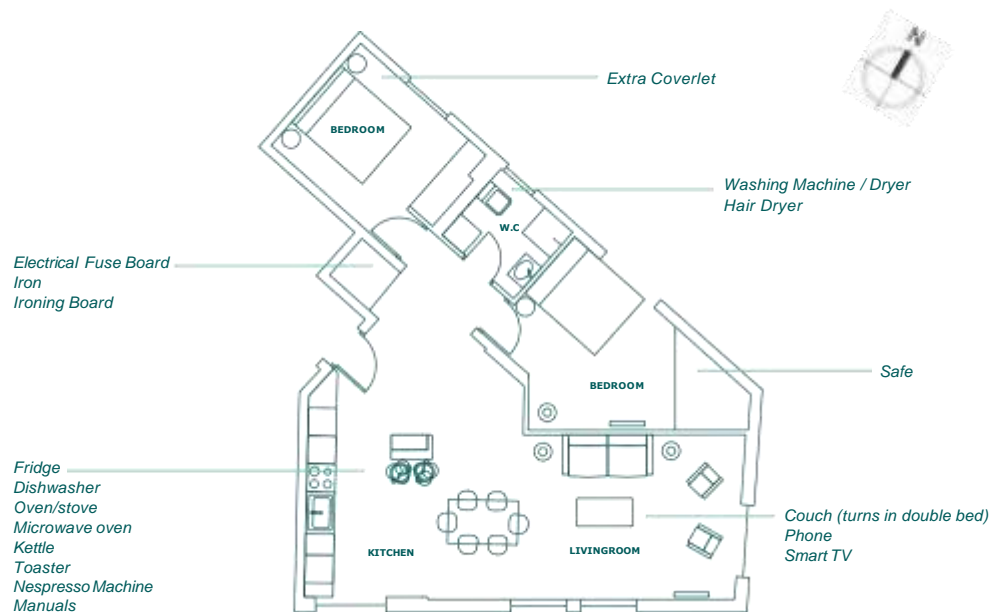 N
Extra Coverlet
BEDROOM
Washing Machine / Dryer
Hair Dryer
W.C
Electrical Fuse Board
Iron
Ironing Board
BEDROOM
Safe
Fridge
Dishwasher
Oven/stove
Microwave oven
Kettle
Toaster
Nespresso Machine
Manuals
KITCHEN
LIVINGROOM
Couch (turns in double bed)
Phone
Smart TV